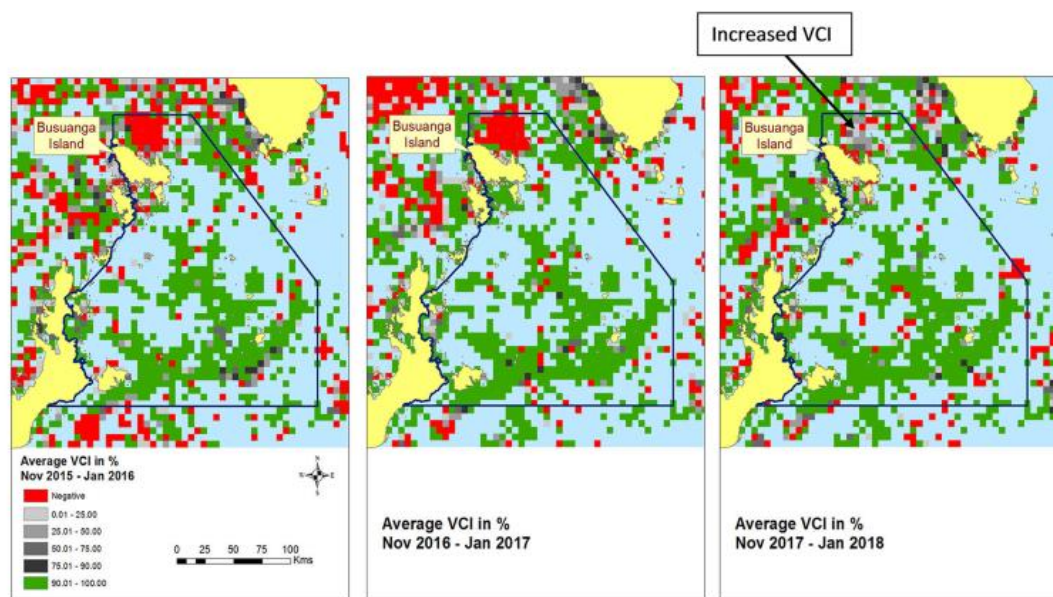 Increased VCI
Busuanga
Island
Busuanga
Island
Busuanga
Island
Average VCI in %
Nov 2015 - Jan 2016
N
W
E
S
Negative
0.01 - 25.00
25.01 - 50.00
50.01 - 75.00
75.01 - 90.00
90.01 - 100.00
0 25 50 75 100
Kms
Average VCI in %
Nov 2016 - Jan 2017
Average VCI in %
Nov 2017 - Jan 2018